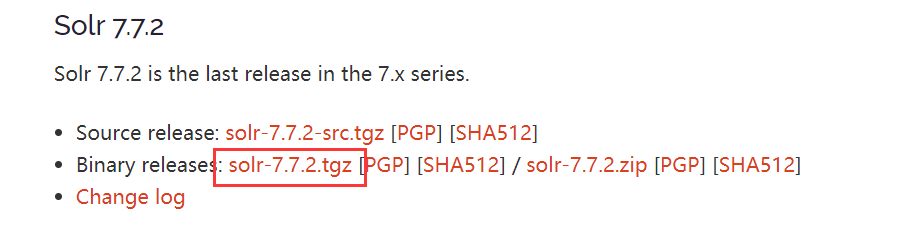 Solr 7.7.2
Solr 7.7.2 is the last release in the 7.x series.
• Source release: solr-7.7.2-src.tgz [PGP] [SHA512]
• Binary releases: solr-7.7.2.tgz [PGP] [SHA512] / solr-7.7.2.zip [PGP] [SHA512]
• Change log